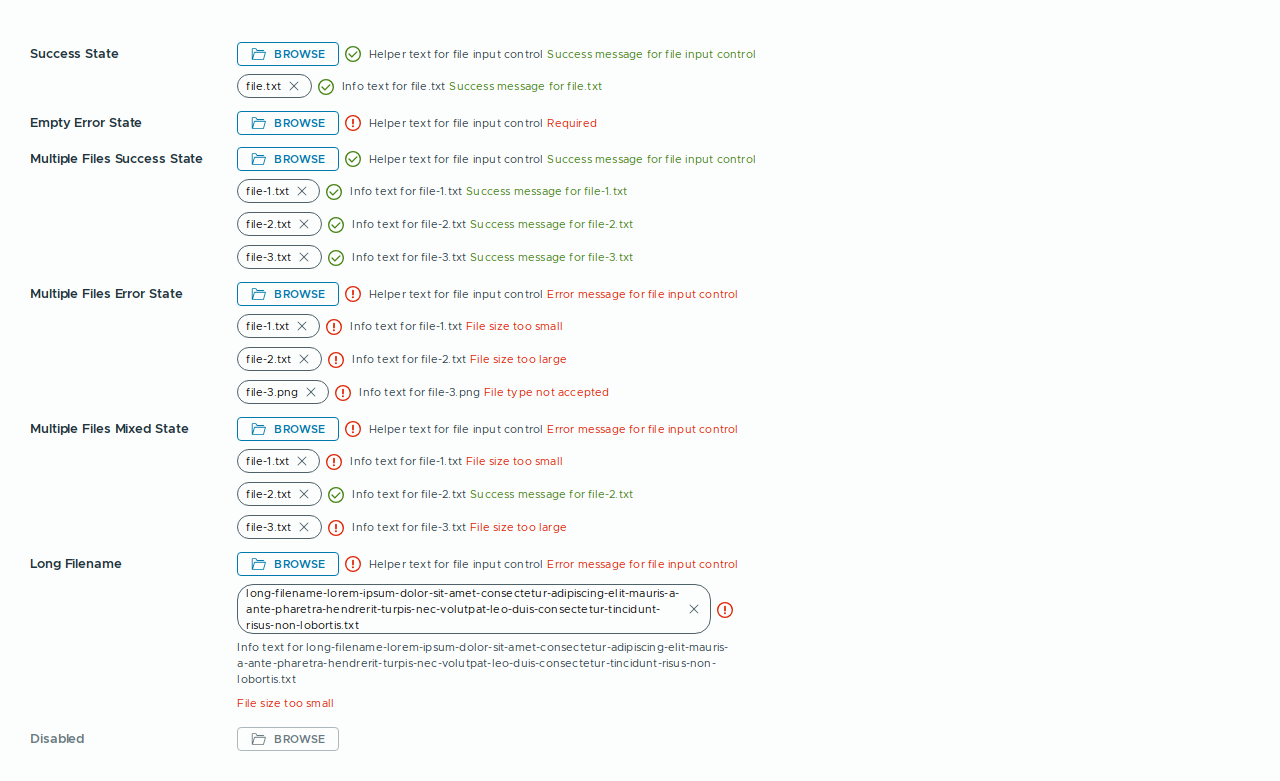 Success State BROWSE Helper text for file input control Success message for file input control
file.txt Info text for file.txt Success message for file.txt
Empty Error State BROWSE Helper text for file input control Required
Multiple Files Success State BROWSE Helper text for file input control Success message for file input control
file-1.txt Info text for file-1.txt Success message for file-1.txt
file-2.txt Info text for file-2.txt Success message for file-2.txt
file-3.txt Info text for file-3.txt Success message for file-3.txt
Multiple Files Error State BROWSE Helper text for file input control Error message for file input control
file-1.txt Info text for file-1.txt File size too small
file-2.txt Info text for file-2.txt File size too large
file-3.png Info text for file-3.png File type not accepted
Multiple Files Mixed State BROWSE Helper text for file input control Error message for file input control
file-1.txt Info text for file-1.txt File size too small
file-2.txt Info text for file-2.txt Success message for file-2.txt
file-3.txt Info text for file-3.txt File size too large
Long Filename BROWSE Helper text for file input control Error message for file input control
long-filename-lorem-ipsum-dolor-sit-amet-consectetur-adipiscing-elit-mauris-a-
ante-pharetra-hendrerit-turpis-nec-volutpat-leo-duis-consectetur-tincidunt-
risus-non-lobortis.txt
Info text for long-filename-lorem-ipsum-dolor-sit-amet-consectetur-adipiscing-elit-mauris-
a-ante-pharetra-hendrerit-turpis-nec-volutpat-leo-duis-consectetur-tincidunt-risus-non-
lobortis.txt
File size too small
Disabled BROWSE